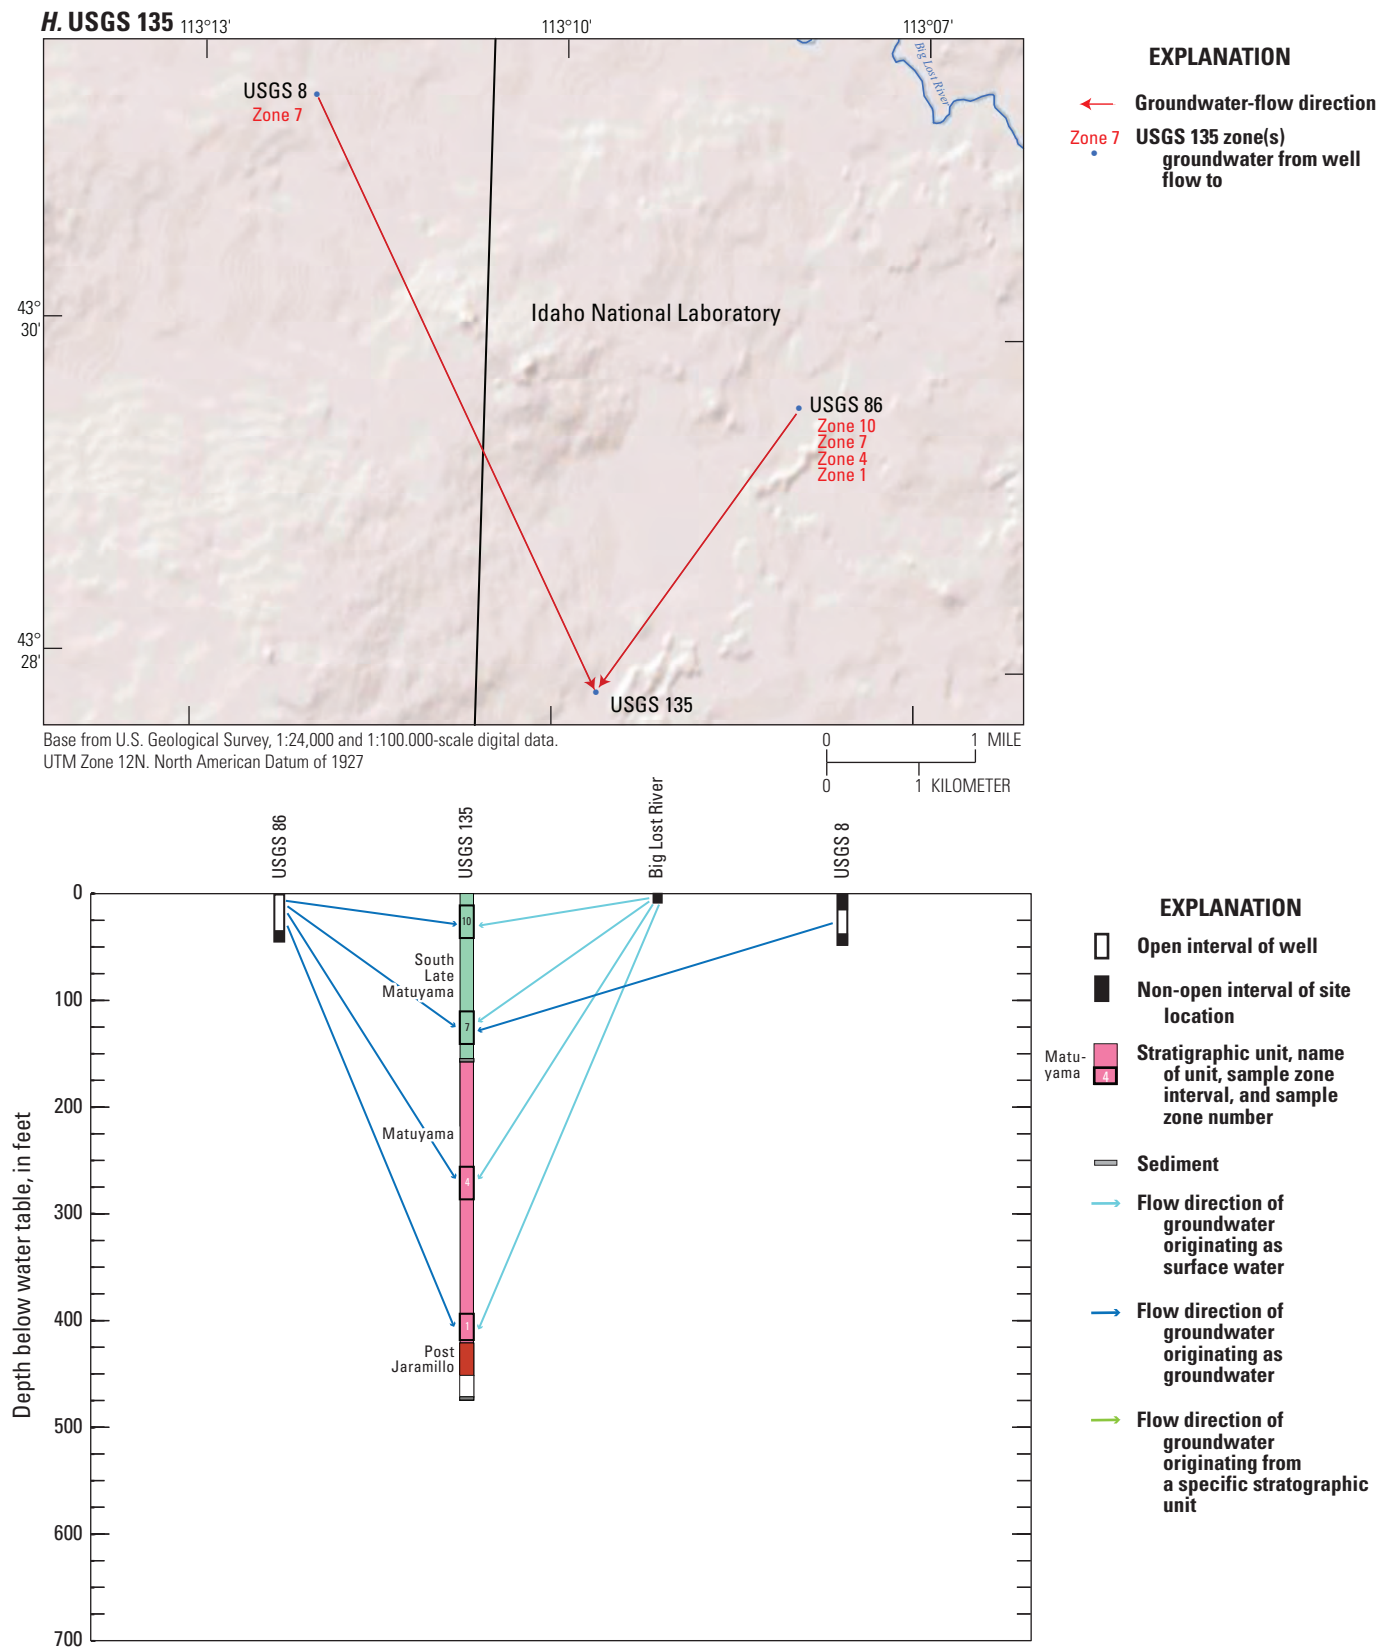 H. USGS 135
113°13'
113°10'
113°07'
USGS 8
Zone 7
Big Lost River
43°
30'
Idaho National Laboratory
USGS 86
Zone 10
Zone 7
Zone 4
Zone 1
43°
28'
USGS 135
Base from U.S. Geological Survey, 1:24,000 and 1:100.000-scale digital data.
UTM Zone 12N. North American Datum of 1927
0 1 MILE
0 1 KILOMETER
EXPLANATION
Groundwater-flow direction
Zone 7 USGS 135 zone(s)
groundwater from well
flow to
USGS 86
USGS 135
Big Lost River
USGS 8
Depth below water table, in feet
0
100
200
300
400
500
600
700
10
South
Late
Matuyama
7
Matuyama
4
1
Post
Jaramillo
EXPLANATION
Open interval of well
Non-open interval of site
location
Matu-
yama
4
Stratigraphic unit, name
of unit, sample zone
interval, and sample
zone number
Sediment
Flow direction of
groundwater
originating as
surface water
Flow direction of
groundwater
originating as
groundwater
Flow direction of
groundwater
originating from
a specific stratographic
unit